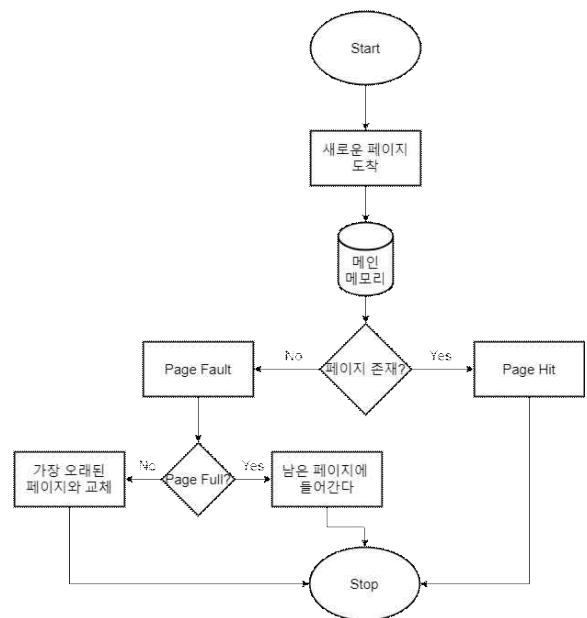 Start
새로운 페이지
도착
메인
메모리
No
Yes
Page Fault
페이지 존재?
Page Hit
No
Yes
가장 오래된
페이지와 교체
Page Full?
남은 페이지에
들어간다
Stop